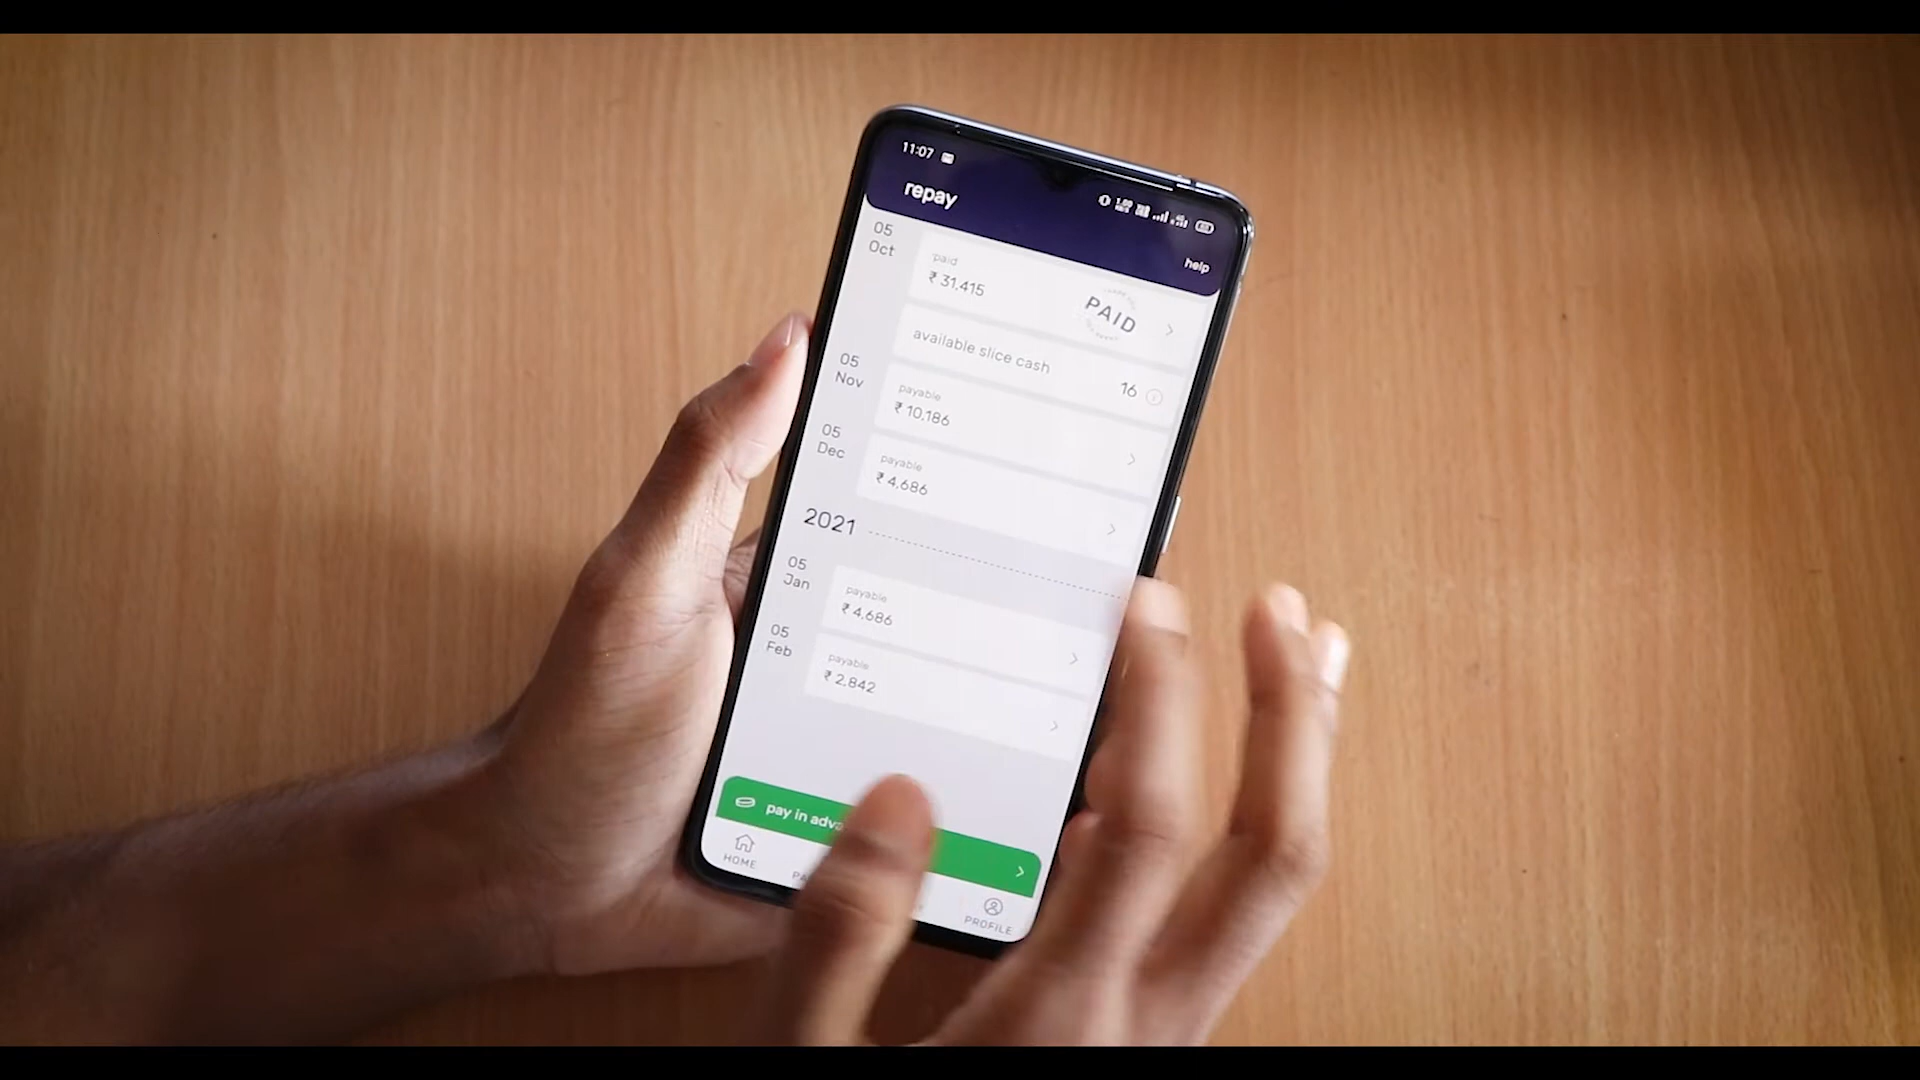 11:07
repay
help
05
Oct
paid
₹ 31,415
PAID
available slice cash
16
05
Nov
payable
₹ 10,186
05
Dec
payable
₹ 4,686
2021
05
Jan
payable
₹ 4,686
05
Feb
payable
₹ 2,842
pay in
HOME
PROFILE